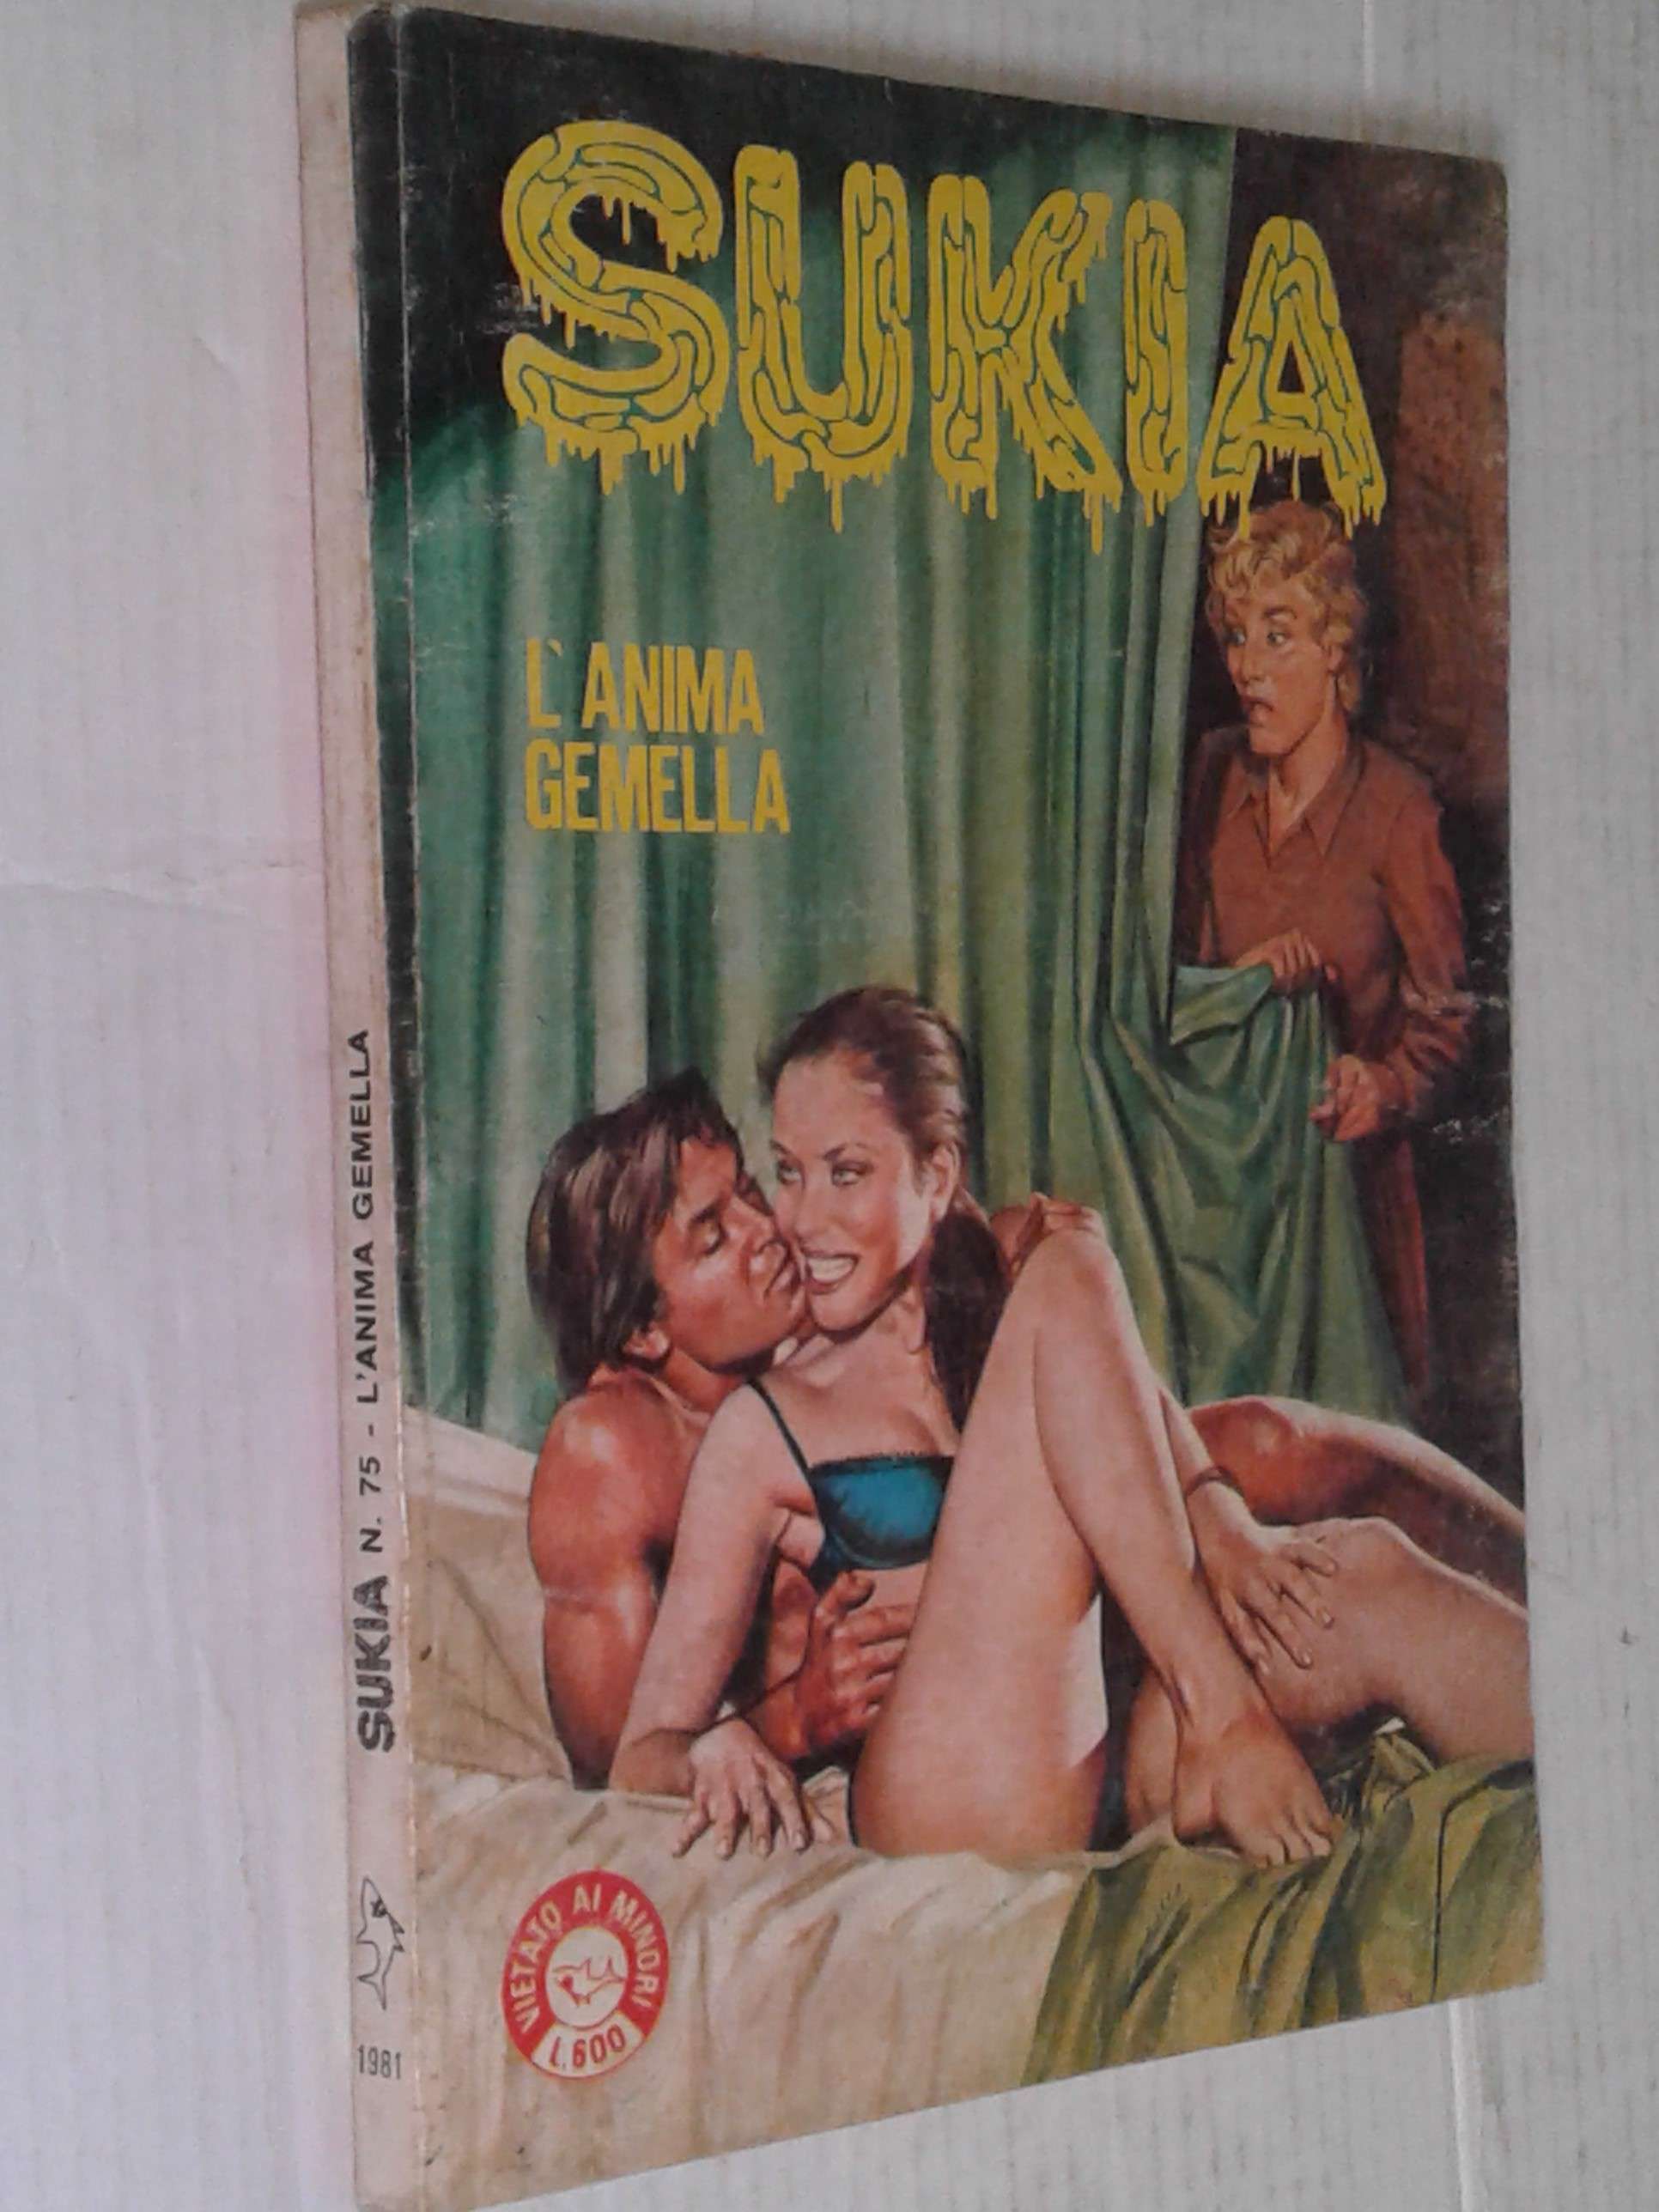 SUKIA
L'ANIMA
GEMELLA
VIETATO AI MINORI
L.600
SUKIA N. 75 - L'ANIMA GEMELLA
1981